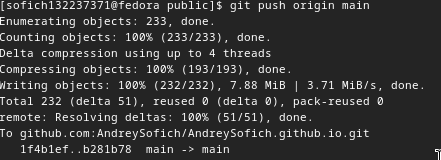 [sofich132237371@fedora public]$ git push origin main
Enumerating objects: 233, done.
Counting objects: 100% (233/233), done.
Delta compression using up to 4 threads
Compressing objects: 100% (193/193), done.
Writing objects: 100% (232/232), 7.88 MiB | 3.71 MiB/s, done.
Total 232 (delta 51), reused 0 (delta 0), pack-reused 0
remote: Resolving deltas: 100% (51/51), done.
To github.com:AndreySofich/AndreySofich.github.io.git
   1f4b1ef..b281b78  main -> main